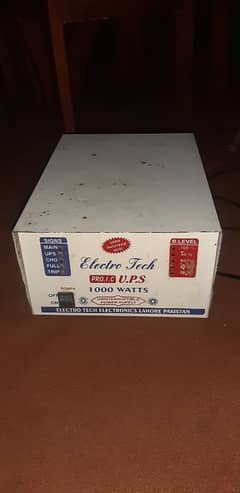 SIGNS
MAIN
UPS
CHG
FULL
TRIP
B.LEVEL
Electro Tech
PRO.I.C U.P.S
1000 WATTS
UNINTERRUPTIBLE
POWER SUPPLY
POWER
OFF
ON
ELECTRO TECH ELECTRONICS LAHORE PAKISTAN